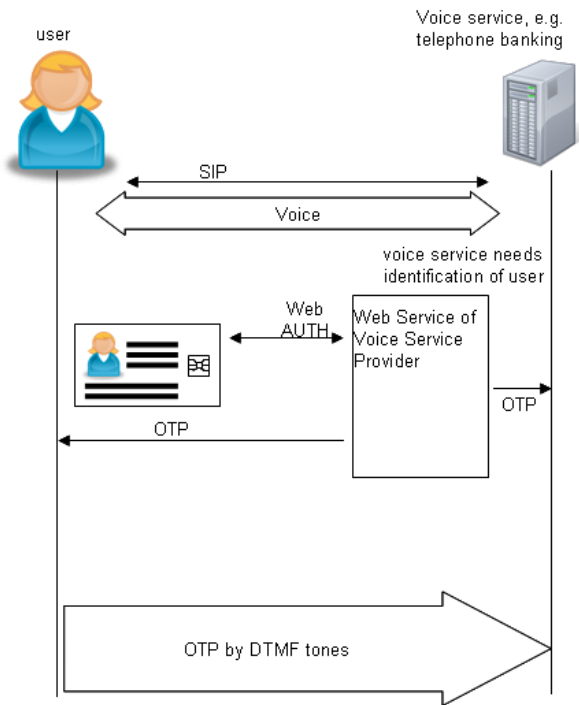 user
Voice service, e.g.
telephone banking
SIP
Voice
voice service needs
identification of user
Web
AUTH
Web Service of
Voice Service
Provider
OTP
OTP
OTP by DTMF tones